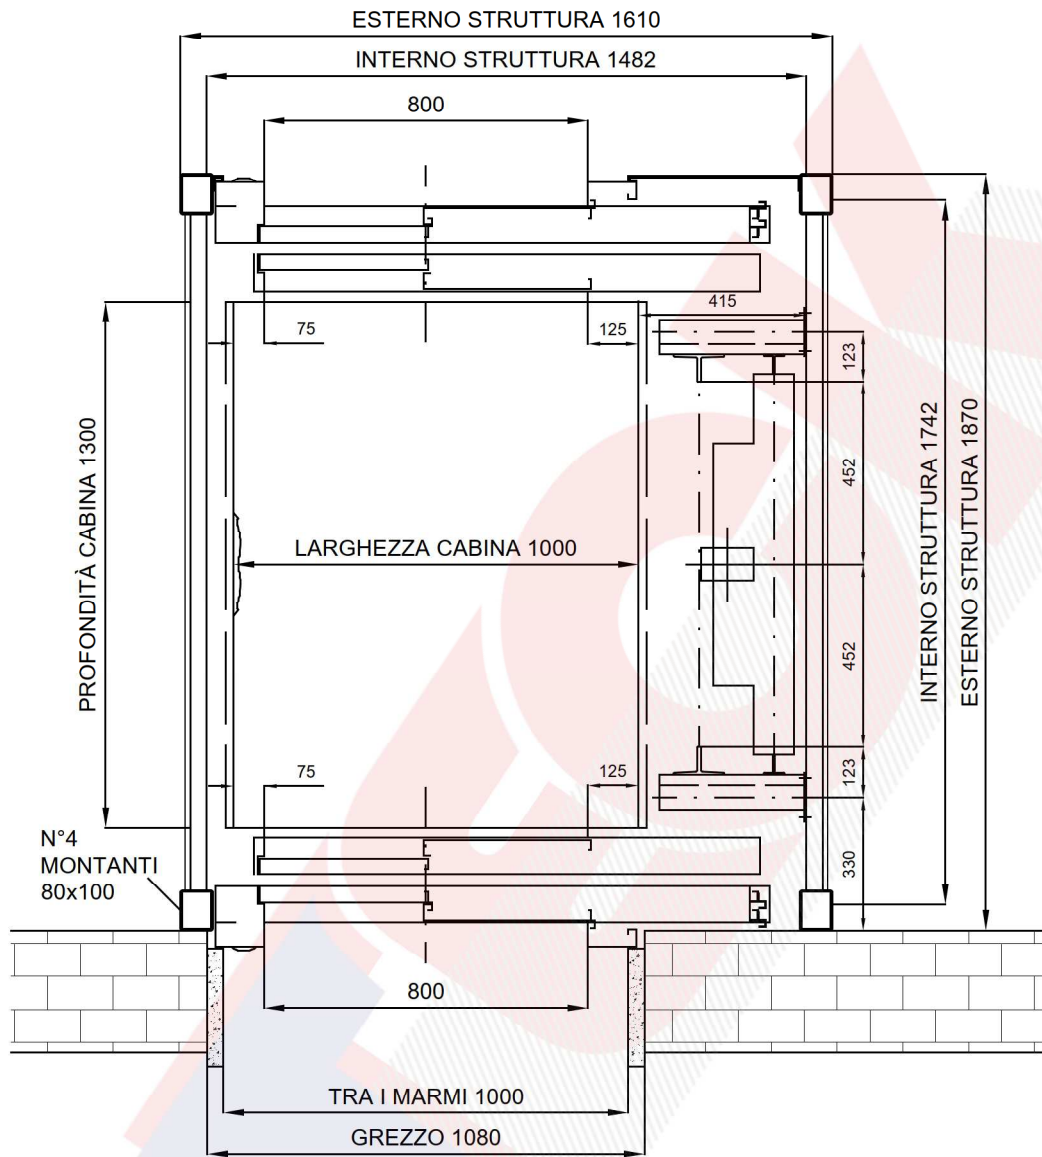 ESTERNO STRUTTURA 1610
INTERNO STRUTTURA 1482
800
415
75
125
123
452
PROFONDITÀ CABINA 1300
LARGHEZZA CABINA 1000
INTERNO STRUTTURA 1742
ESTERNO STRUTTURA 1870
452
75
125
123
N°4
MONTANTI
80x100
330
800
TRA I MARMI 1000
GREZZO 1080